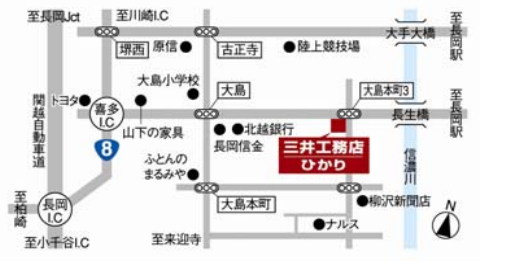 至長岡Jct
至川崎I.C
至長岡駅
大手大橋
堺西
原信
古正寺
陸上競技場
大島小学校
大島
大島本町3
トヨタ
喜多
I.C
山下の家具
北越銀行
長岡信金
長生橋
至長岡駅
関越自動車道
8
三井工務店
ひかり
ふとんの
まるみや
信濃川
至柏崎
長岡
I.C
大島本町
柳沢新聞店
N
ナルス
至小千谷I.C
至来迎寺